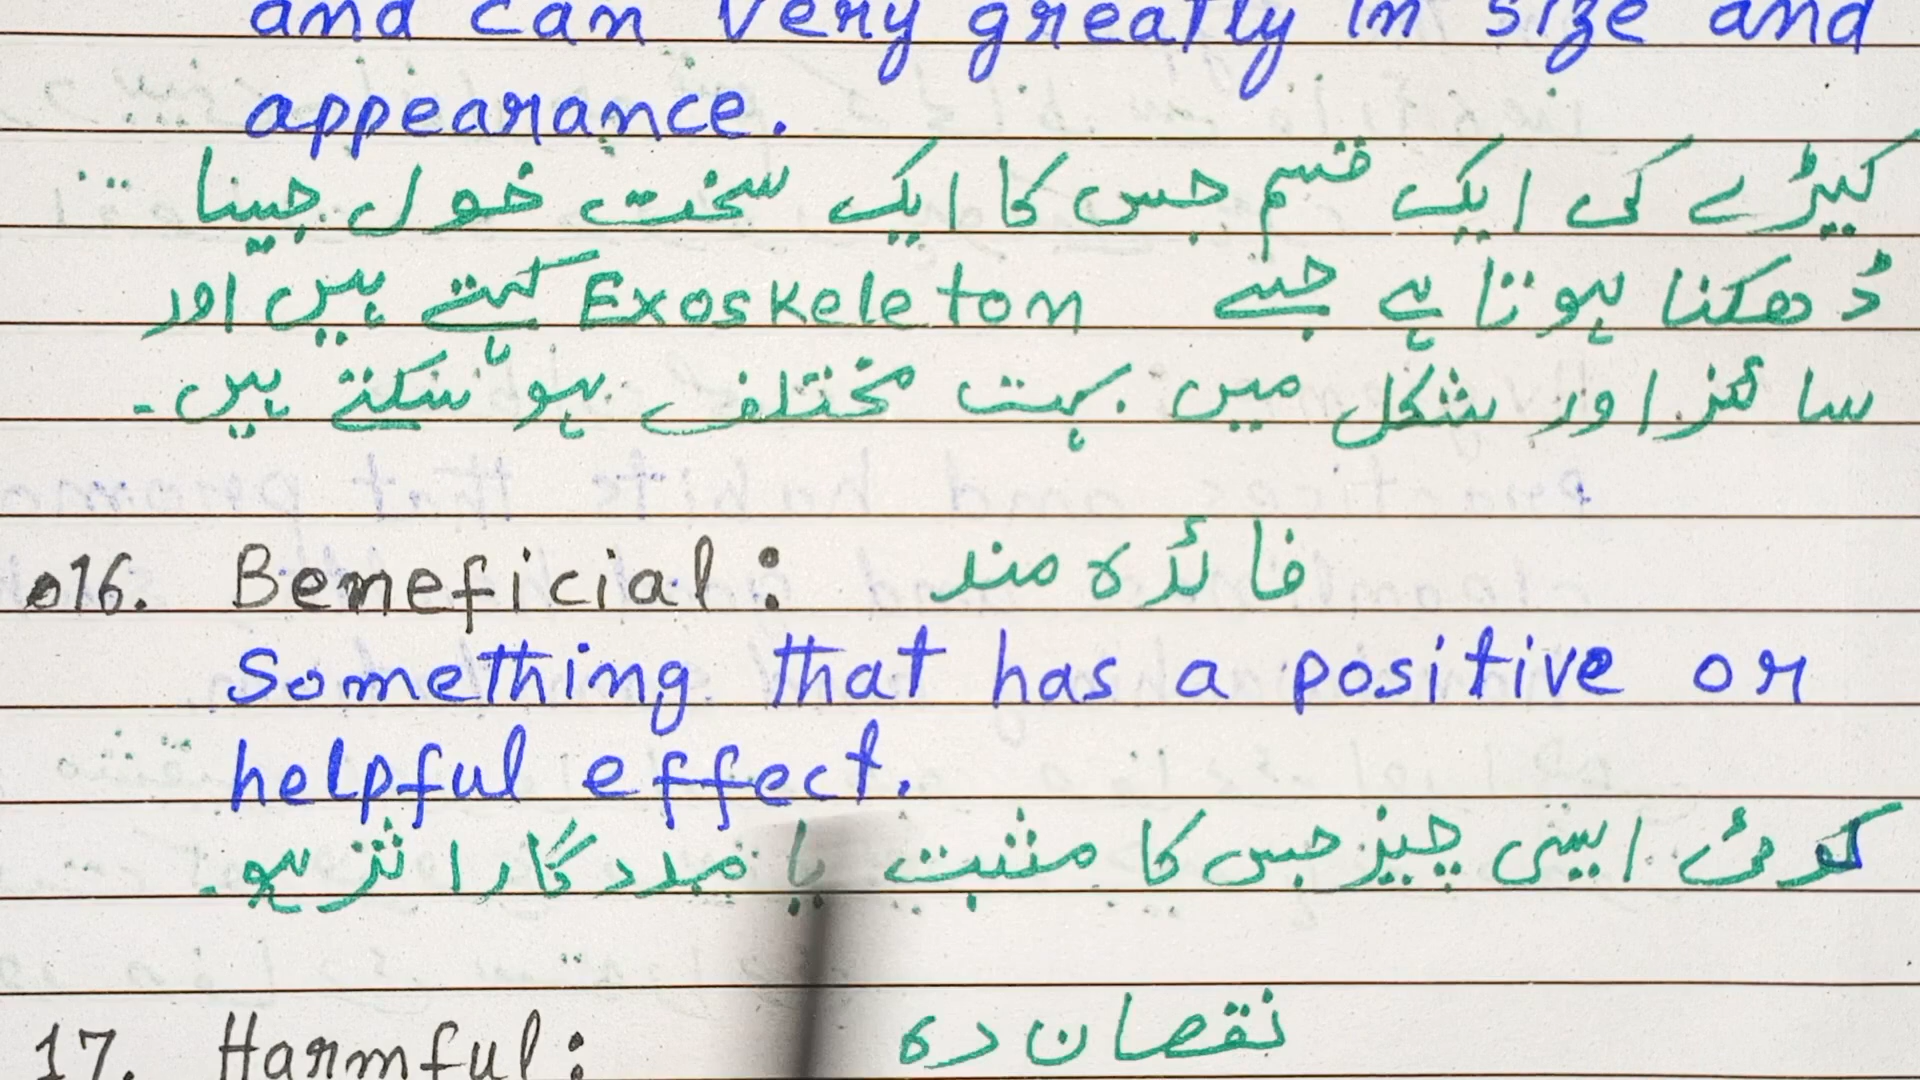 and can very greatly in size and
appearance.
کیڑے کی ایک قسم جس کا ایک سخت خول جیسا
ڈھکنا ہوتا ہے جسے Exoskeleton کہتے ہیں اور
سائز اور شکل میں بہت مختلف ہو سکتے ہیں۔
16. Beneficial: فائدہ مند
Something that has a positive or
helpful effect.
کوئی ایسی چیز جس کا مثبت یا مددگار اثر ہو۔
17. Harmful: نقصان دہ